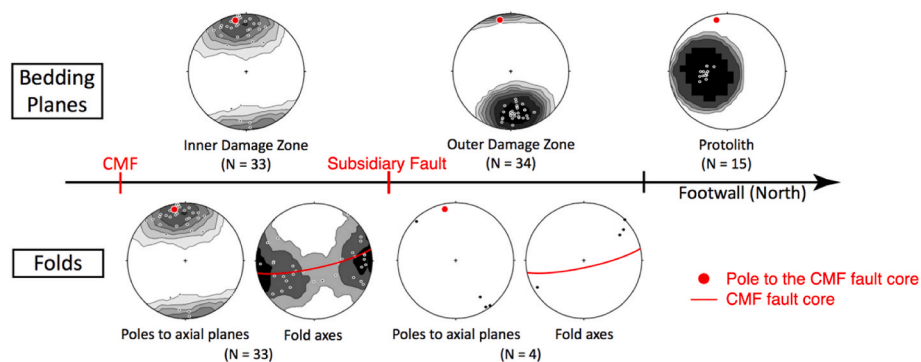 Bedding
Planes
Inner Damage Zone
(N = 33)
Outer Damage Zone
(N = 34)
Protolith
(N = 15)
CMF
Subsidiary Fault
Footwall (North)
Folds
Poles to axial planes
Fold axes
(N = 33)
Poles to axial planes
Fold axes
(N = 4)
Pole to the CMF fault core
CMF fault core